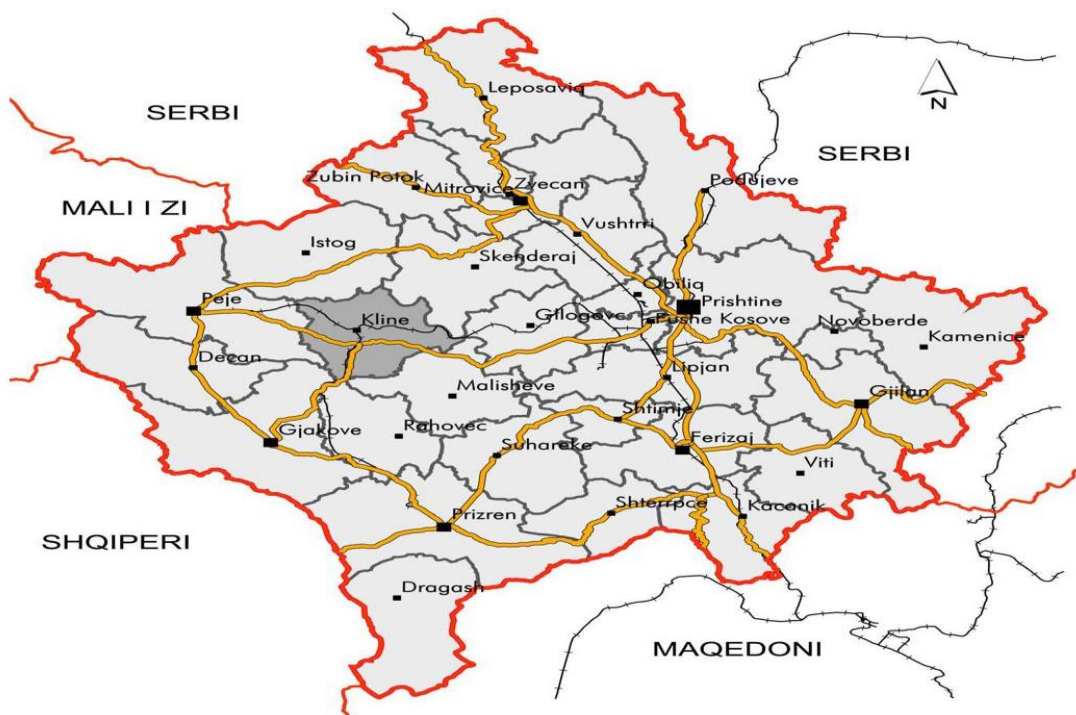 Leposaviq
SERBI
SERBI
Zubin Potok
Mitrovice
Zvecan
Podujeve
MALI I ZI
Vushtrri
Istog
Skenderaj
Obiliq
Peje
Prishtine
Kline
Gllogovc
Fushe Kosove
Novoberde
Kamenice
Decan
Lipjan
Malisheve
Gjilan
Shtimje
Gjakove
Rahovec
Suhareke
Ferizaj
Viti
Prizren
Shterrpce
Kacanik
SHQIPERI
Dragash
MAQEDONI
N